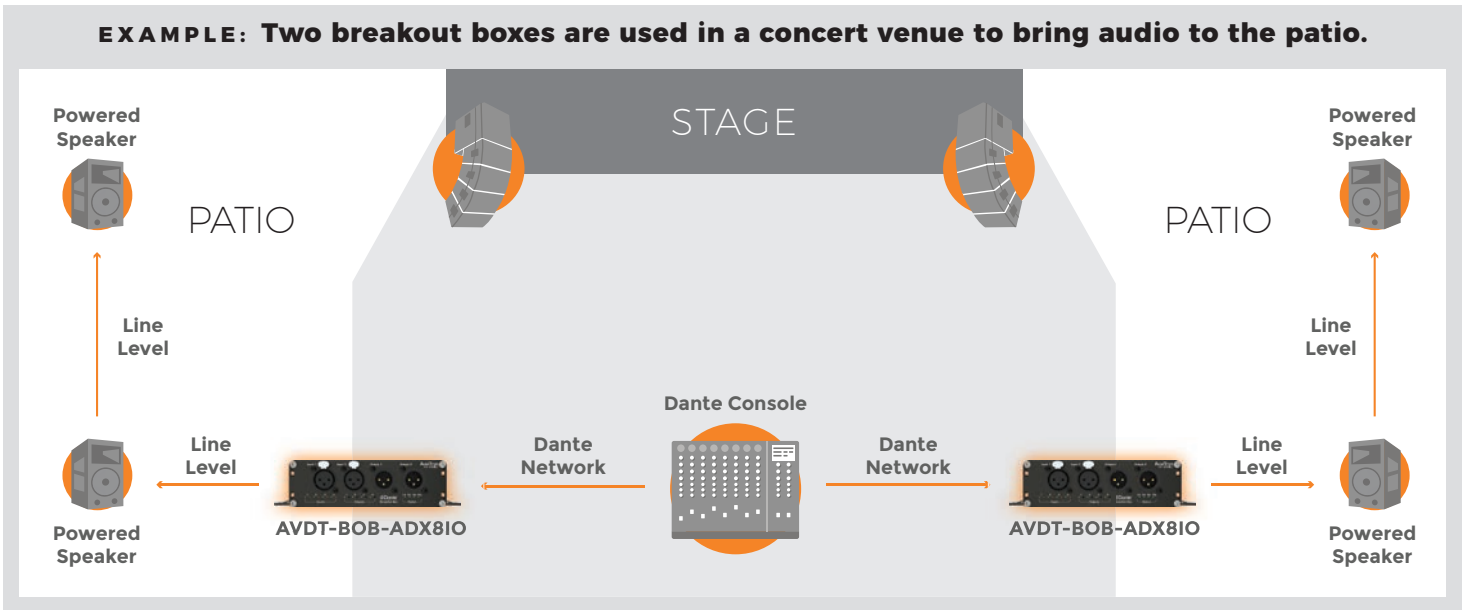 EXAMPLE: Two breakout boxes are used in a concert venue to bring audio to the patio.
STAGE
Powered
Speaker
Powered
Speaker
PATIO
PATIO
Line
Level
Line
Level
Dante Console
Line
Level
Dante
Network
Dante
Network
Line
Level
AVDT-BOB-ADX8IO
AVDT-BOB-ADX8IO
Powered
Speaker
Powered
Speaker